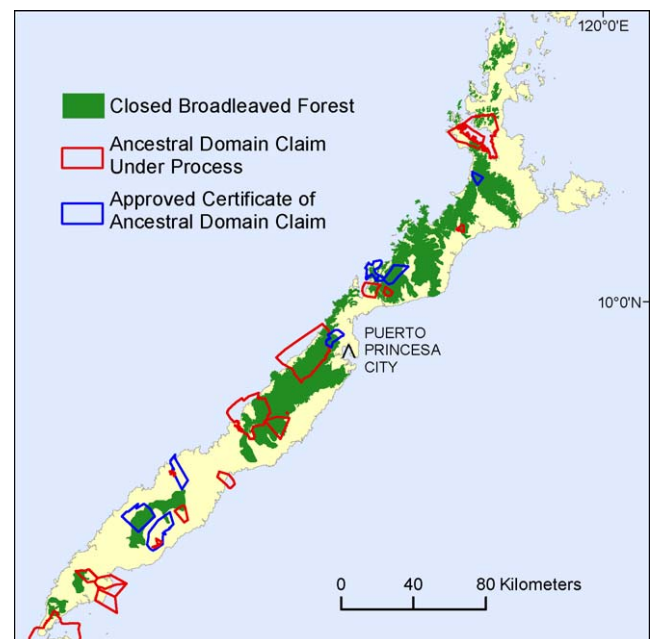 120°0'E
Closed Broadleaved Forest
Ancestral Domain Claim
Under Process
Approved Certificate of
Ancestral Domain Claim
10°0'N
PUERTO
PRINCESA
CITY
0 40 80 Kilometers